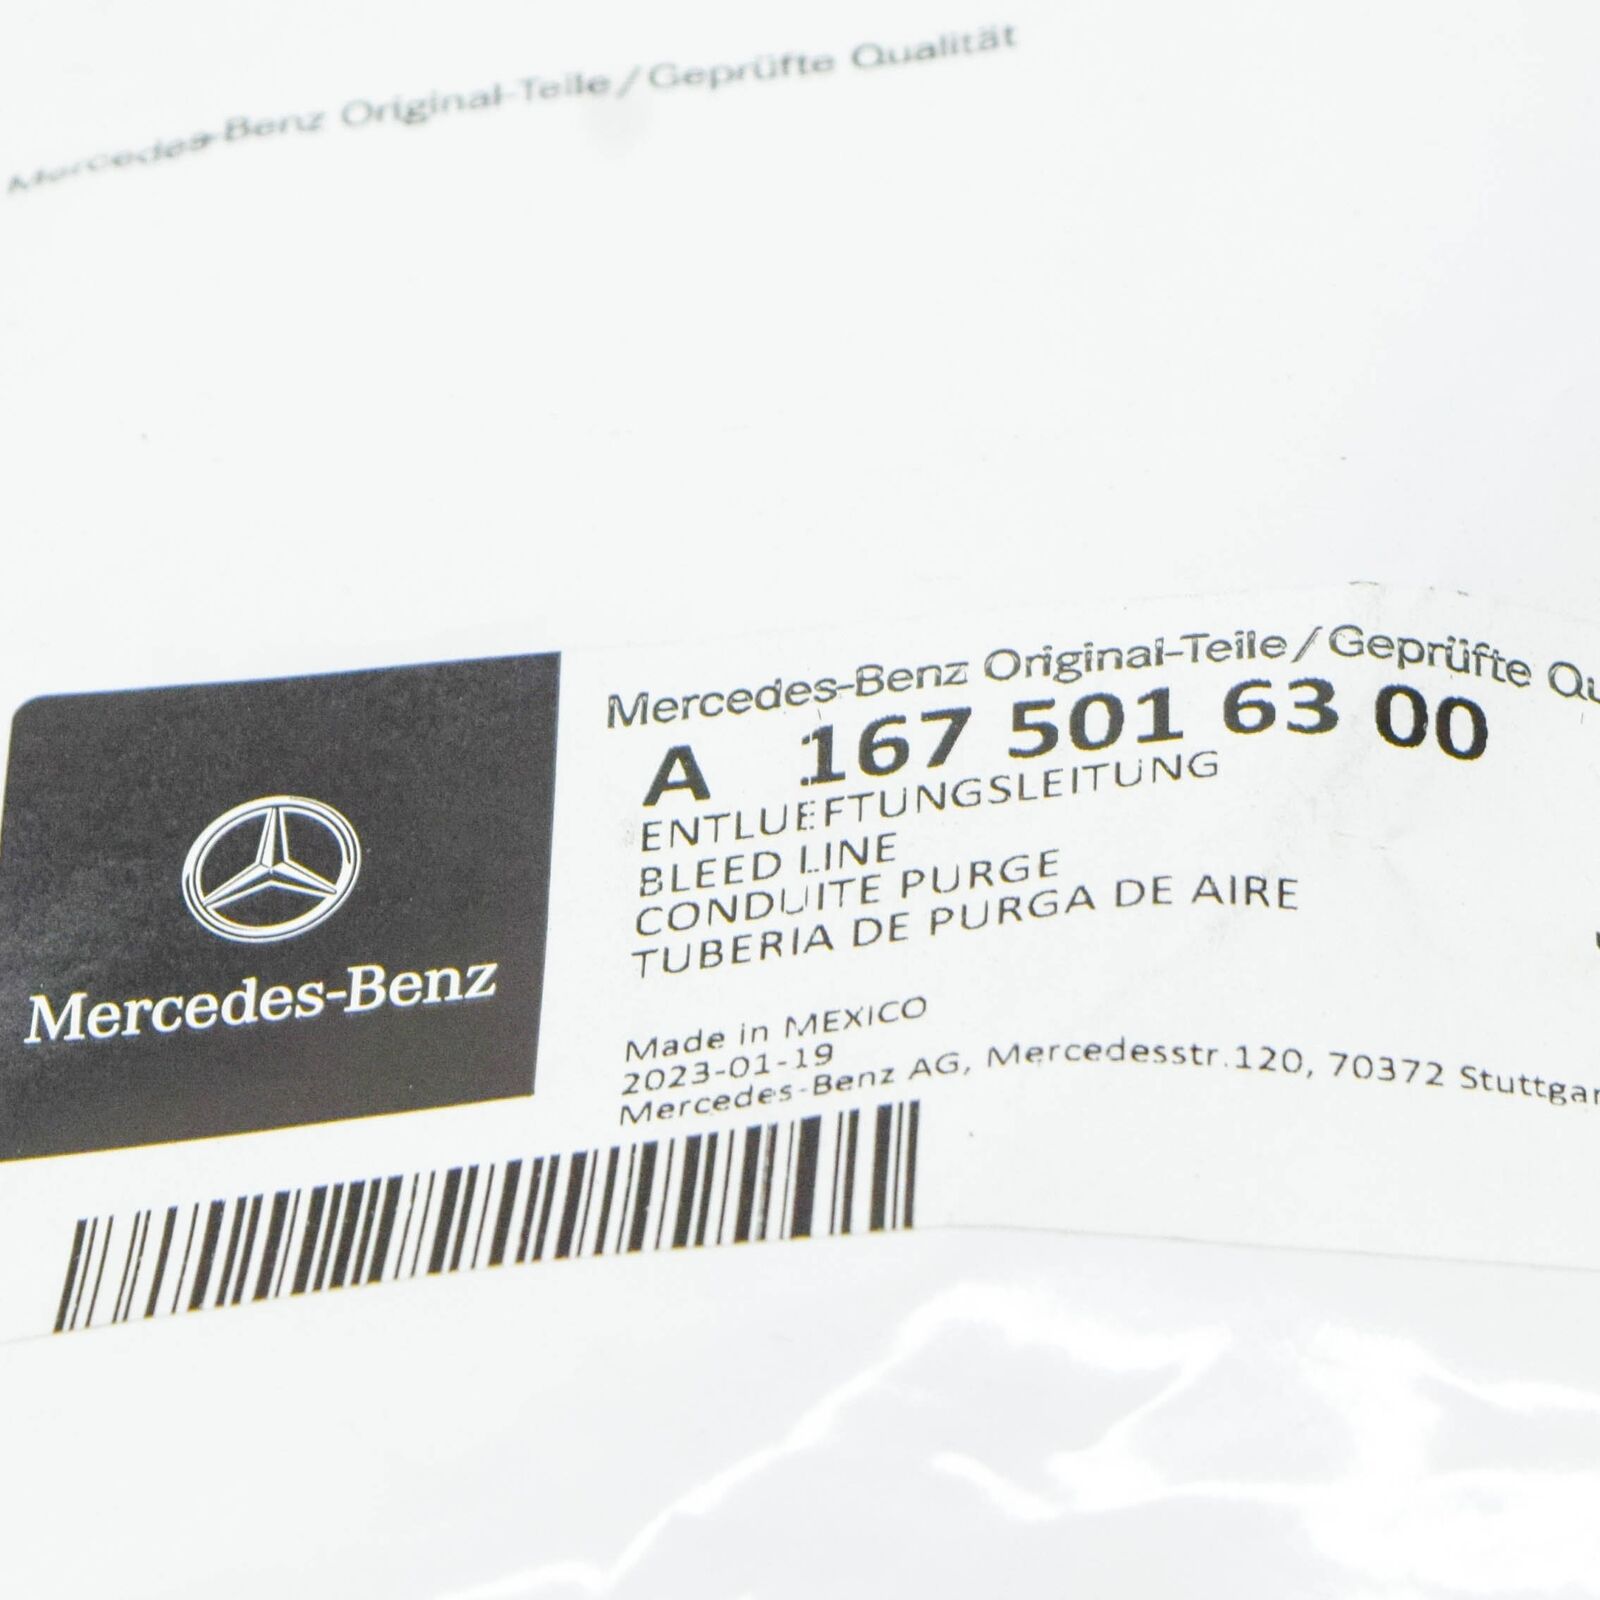 Mercedes-Benz Original-Teile/Geprüfte Qualität
Mercedes-Benz Original-Teile/Geprüfte
A 167 501 63 00
ENTLUEFTUNGSLEITUNG
BLEED LINE
CONDUITE PURGE
TUBERIA DE PURGA DE AIRE
Made in MEXICO
2023-01-19
Mercedes-Benz AG, Mercedesstr.120, 70372
Mercedes-Benz